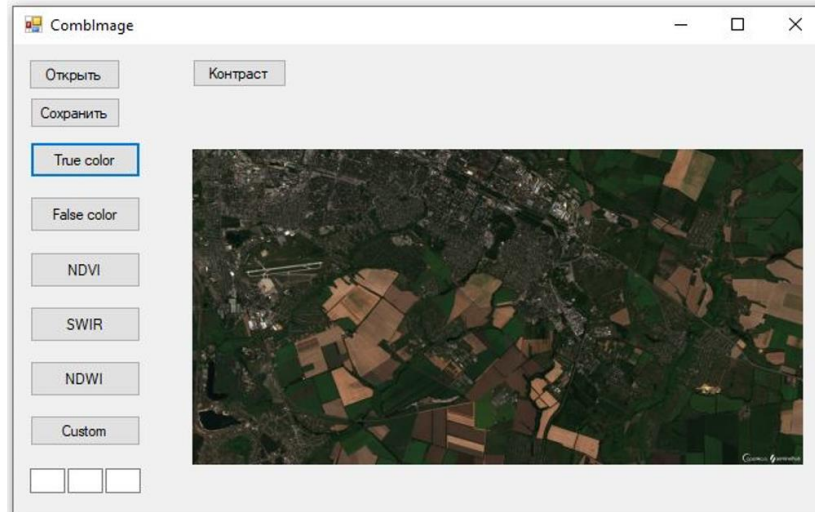 CombImage
Открыть
Контраст
Сохранить
True color
False color
NDVI
SWIR
NDWI
Custom